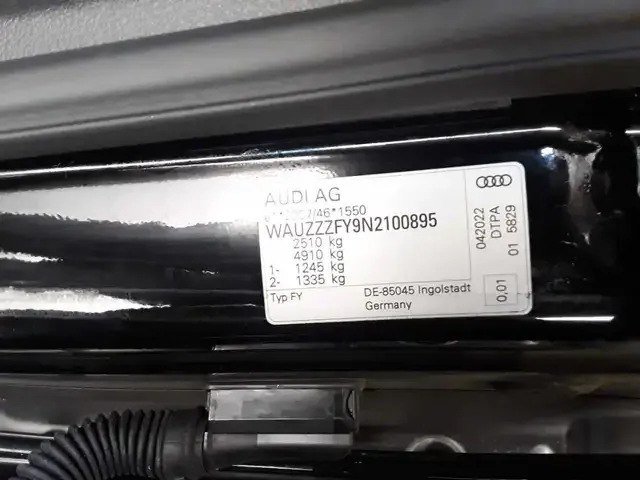 AUDI AG
/46*1550
WAUZZZFY9N2100895
2510 kg
4910 kg
1- 1245 kg
2- 1335 kg
Typ FY
DE-85045 Ingolstadt
Germany
042022
DTPA
01 5829
0,01